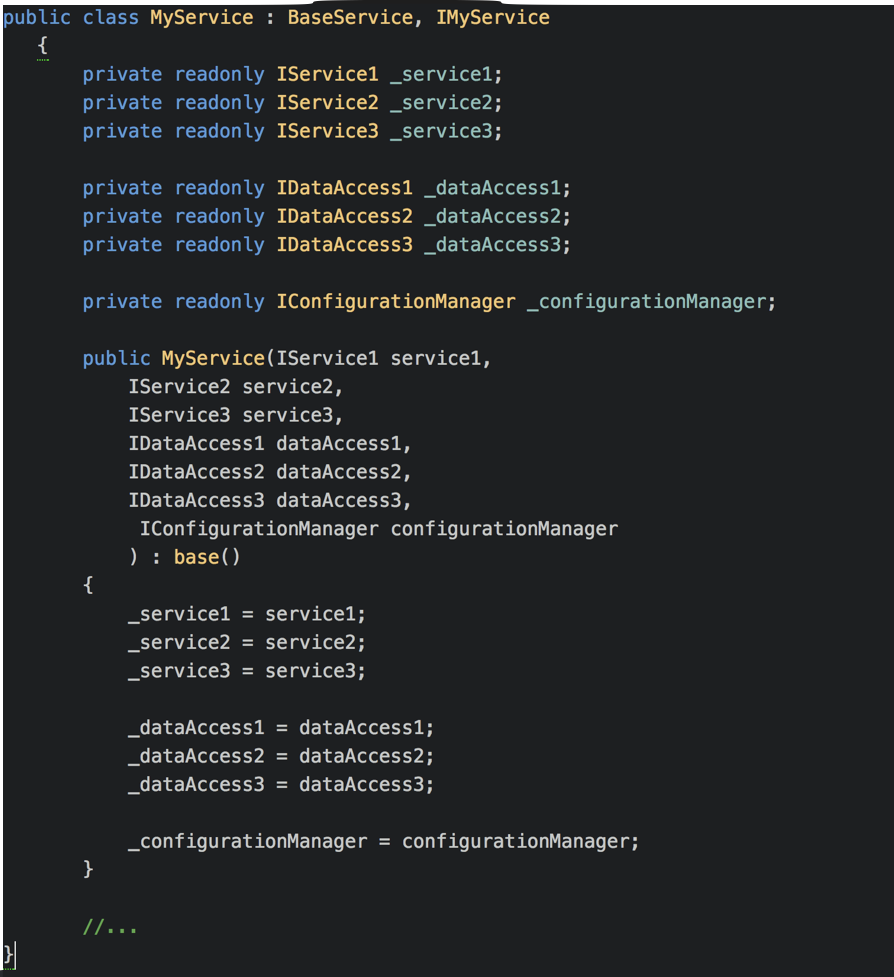 public class MyService : BaseService, IMyService
{
private readonly IService1 _service1;
private readonly IService2 _service2;
private readonly IService3 _service3;
private readonly IDataAccess1 _dataAccess1;
private readonly IDataAccess2 _dataAccess2;
private readonly IDataAccess3 _dataAccess3;
private readonly IConfigurationManager _configurationManager;
public MyService(IService1 service1,
IService2 service2,
IService3 service3,
IDataAccess1 dataAccess1,
IDataAccess2 dataAccess2,
IDataAccess3 dataAccess3,
IConfigurationManager configurationManager
) : base()
{
_service1 = service1;
_service2 = service2;
_service3 = service3;
_dataAccess1 = dataAccess1;
_dataAccess2 = dataAccess2;
_dataAccess3 = dataAccess3;
_configurationManager = configurationManager;
}
//...
}